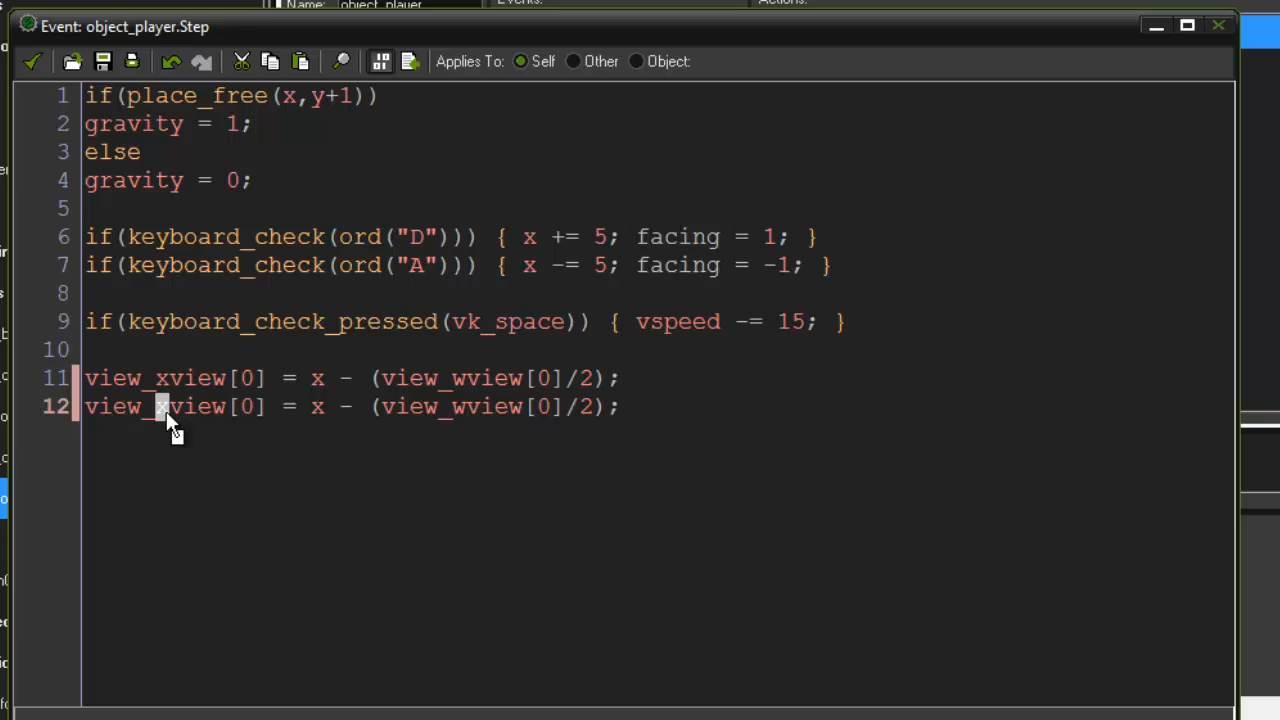 Name: object_player
Events:
Actions:
Event: object_player.Step
Applies To: Self Other Object:
1 if(place_free(x,y+1))
2 gravity = 1;
3 else
4 gravity = 0;
5
6 if(keyboard_check(ord("D"))) { x += 5; facing = 1; }
7 if(keyboard_check(ord("A"))) { x -= 5; facing = -1; }
8
9 if(keyboard_check_pressed(vk_space)) { vspeed -= 15; }
10
11 view_xview[0] = x - (view_wview[0]/2);
12 view_xview[0] = x - (view_wview[0]/2);